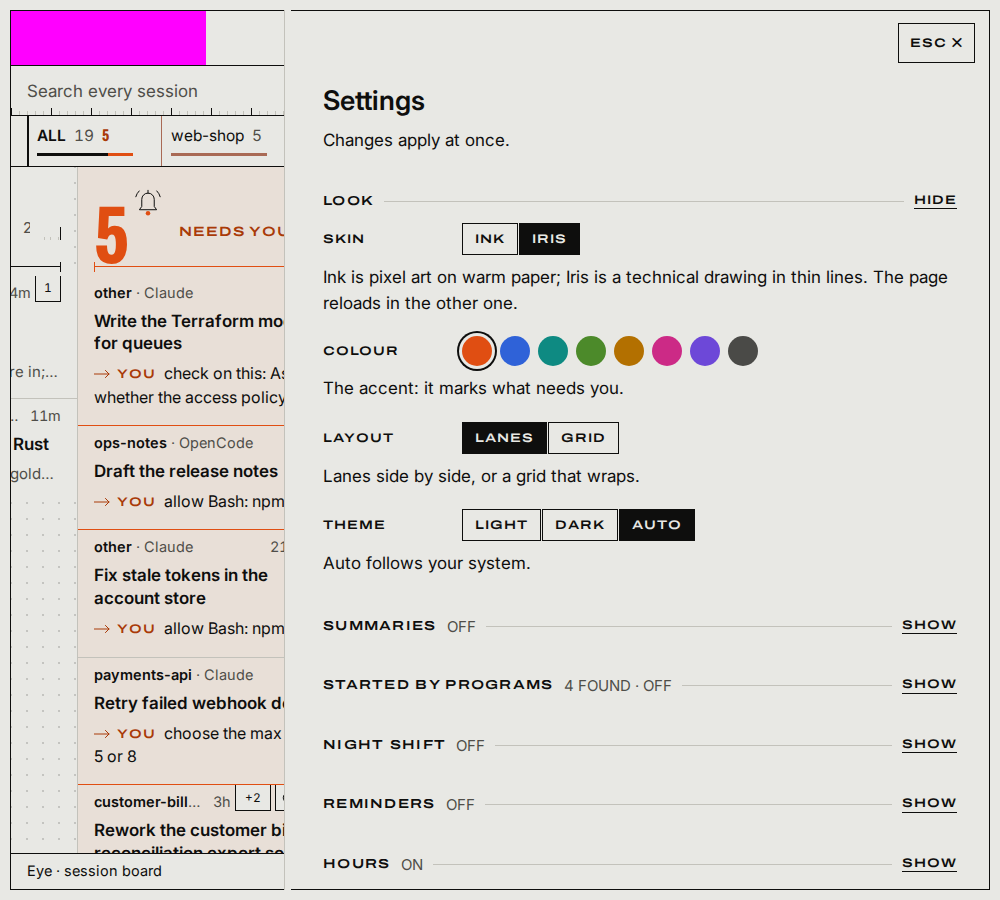 Search every session
ALL 19 5
web-shop 5
5
NEEDS YOU
4m 1
re in;...
11m
Rust
gold...
other · Claude
Write the Terraform
for queues
→ YOU check on this:
whether the access policy
ops-notes · OpenCode
Draft the release notes
→ YOU allow Bash: npm
other · Claude
Fix stale tokens in the
account store
→ YOU allow Bash: npm
payments-api · Claude
Retry failed webhook
→ YOU choose the max
5 or 8
customer-bill... 3h +2
Rework the customer
Eye · session board
ESC ✕
Settings
Changes apply at once.
LOOK HIDE
SKIN INK IRIS
Ink is pixel art on warm paper; Iris is a technical drawing in thin lines. The page
reloads in the other one.
COLOUR
The accent: it marks what needs you.
LAYOUT LANES GRID
Lanes side by side, or a grid that wraps.
THEME LIGHT DARK AUTO
Auto follows your system.
SUMMARIES OFF SHOW
STARTED BY PROGRAMS 4 FOUND · OFF SHOW
NIGHT SHIFT OFF SHOW
REMINDERS OFF SHOW
HOURS ON SHOW